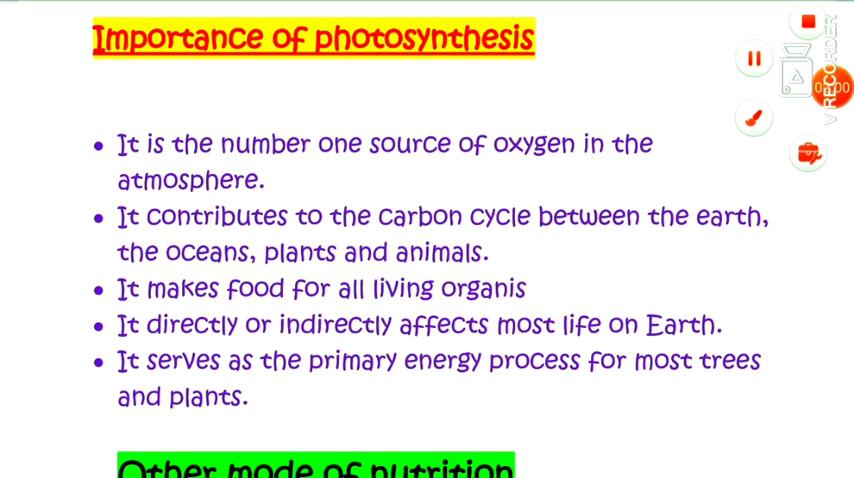 Importance of photosynthesis
• It is the number one source of oxygen in the
atmosphere.
• It contributes to the carbon cycle between the earth,
the oceans, plants and animals.
• It makes food for all living organis
• It directly or indirectly affects most life on Earth.
• It serves as the primary energy process for most trees
and plants.
Other mode of nutrition
V RECORDER